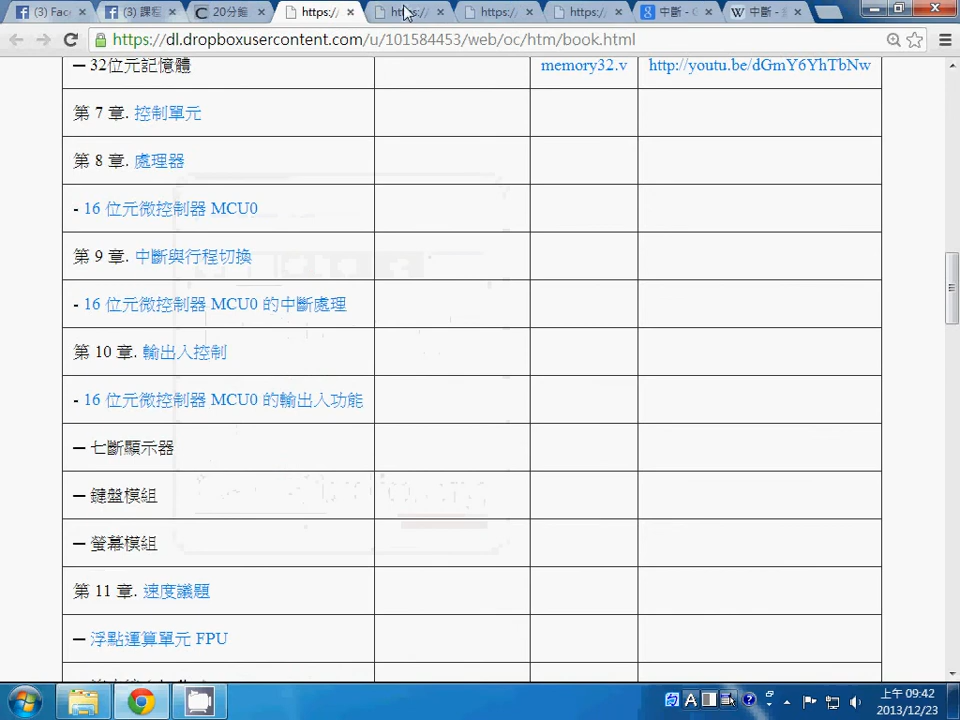 (3) Fac
(3) 課程
20分鐘
https:/
htt
https:/
https:/
中斷 - G
中斷 - 
https://dl.dropboxusercontent.com/u/101584453/web/oc/htm/book.html
— 32位元記憶體 memory32.v http://youtu.be/dGmY6YhTbNw
第 7 章. 控制單元
第 8 章. 處理器
- 16 位元微控制器 MCU0
第 9 章. 中斷與行程切換
- 16 位元微控制器 MCU0 的中斷處理
第 10 章. 輸出入控制
- 16 位元微控制器 MCU0 的輸出入功能
— 七斷顯示器
— 鍵盤模組
— 螢幕模組
第 11 章. 速度議題
— 浮點運算單元 FPU
上午 09:42
2013/12/23